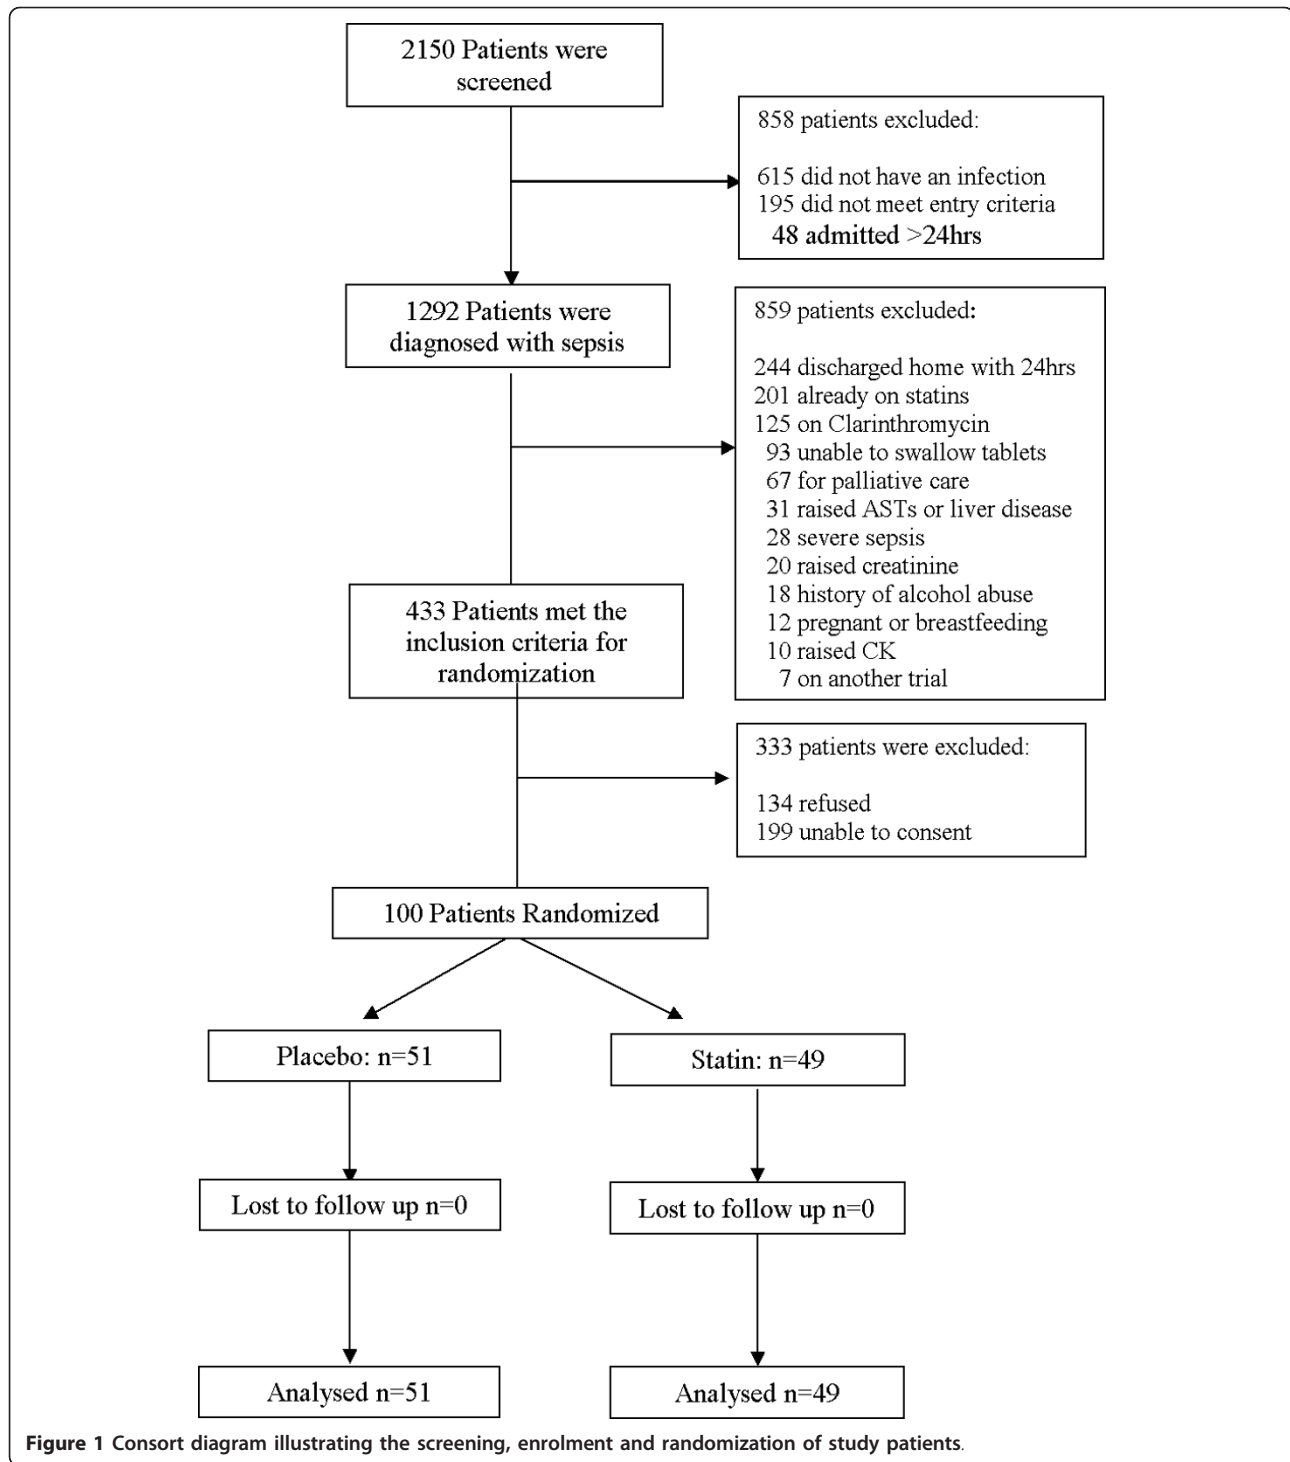 2150 Patients were
screened
858 patients excluded:
615 did not have an infection
195 did not meet entry criteria
48 admitted >24hrs
1292 Patients were
diagnosed with sepsis
859 patients excluded:
244 discharged home with 24hrs
201 already on statins
125 on Clarinthromycin
93 unable to swallow tablets
67 for palliative care
31 raised ASTs or liver disease
28 severe sepsis
20 raised creatinine
18 history of alcohol abuse
12 pregnant or breastfeeding
10 raised CK
7 on another trial
433 Patients met the
inclusion criteria for
randomization
333 patients were excluded:
134 refused
199 unable to consent
100 Patients Randomized
Placebo: n=51
Statin: n=49
Lost to follow up n=0
Lost to follow up n=0
Analysed n=51
Analysed n=49
Figure 1 Consort diagram illustrating the screening, enrolment and randomization of study patients.